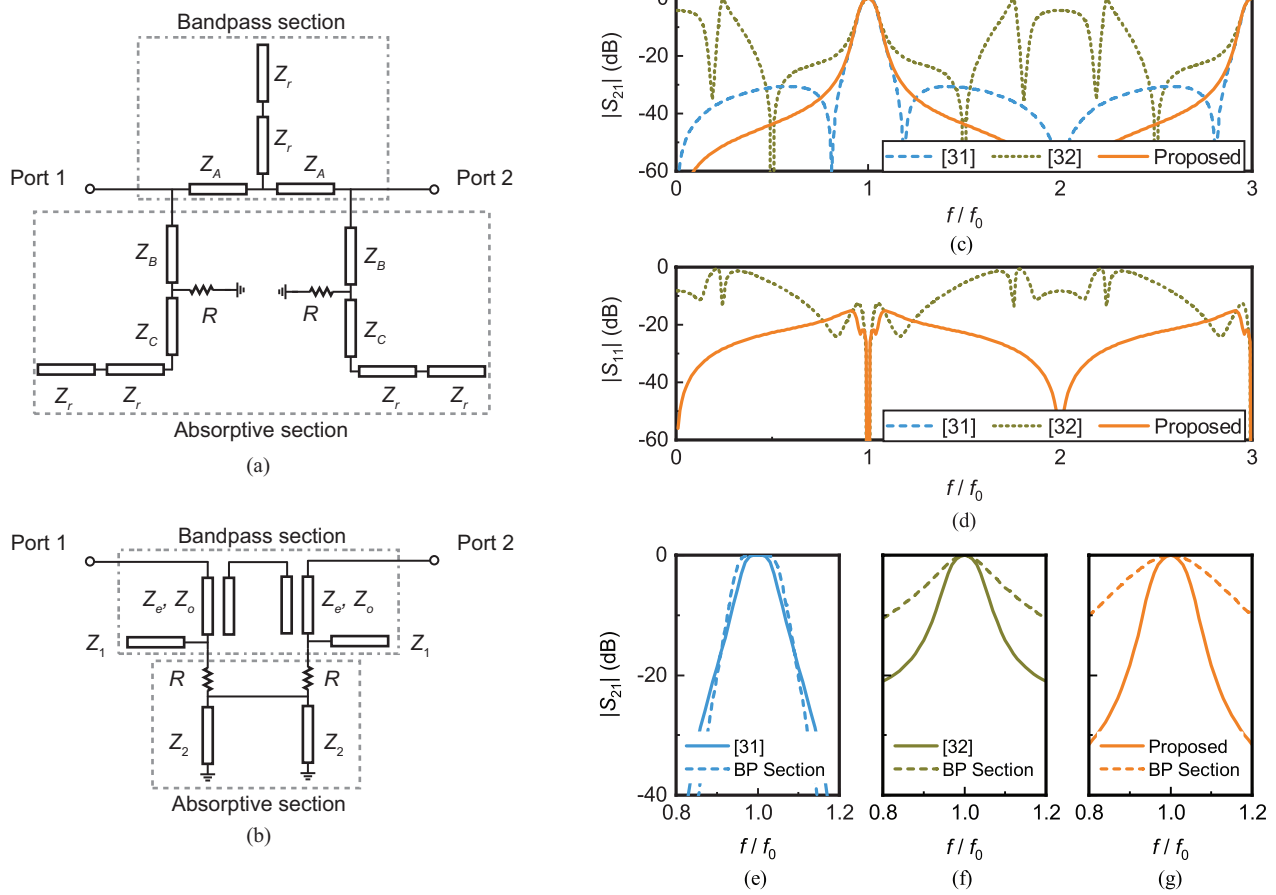 Bandpass section
Z_r
Z_r
Port 1
Z_A
Z_A
Port 2
Z_B
Z_B
R
R
Z_C
Z_C
Z_r
Z_r
Z_r
Z_r
Absorptive section
(a)
Bandpass section
Port 1
Port 2
Z_e, Z_o
Z_e, Z_o
Z_1
Z_1
R
R
Z_2
Z_2
Absorptive section
(b)
|S_21| (dB)
0
-20
-40
-60
[31]
[32]
Proposed
0
1
2
3
f / f_0
(c)
|S_11| (dB)
0
-20
-40
-60
[31]
[32]
Proposed
0
1
2
3
f / f_0
(d)
|S_21| (dB)
0
-20
-40
[31]
BP Section
0.8
1.0
1.2
f / f_0
(e)
[32]
BP Section
0.8
1.0
1.2
f / f_0
(f)
Proposed
BP Section
0.8
1.0
1.2
f / f_0
(g)